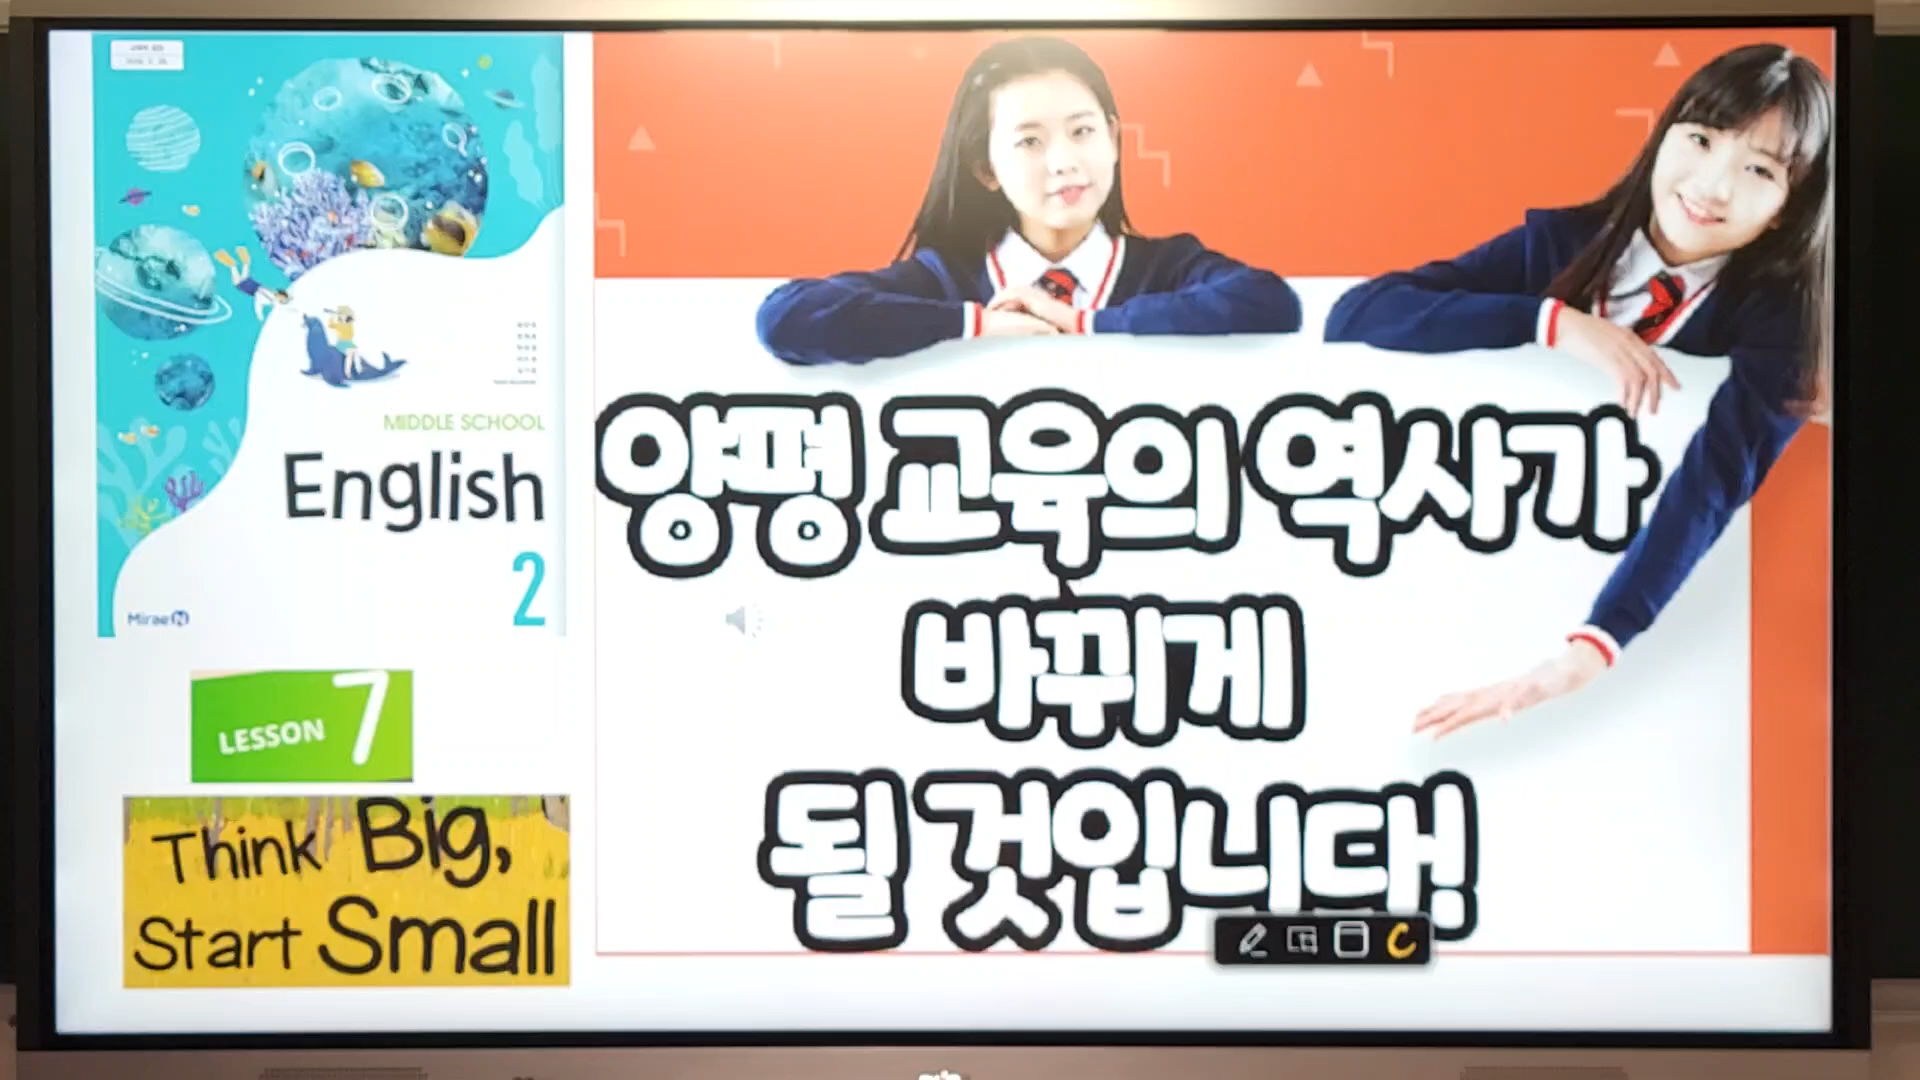 MIDDLE SCHOOL
English
2
MiraeN
LESSON 7
Think Big,
Start Small
양평 교육의 역사가
바뀌게
될 것입니다!